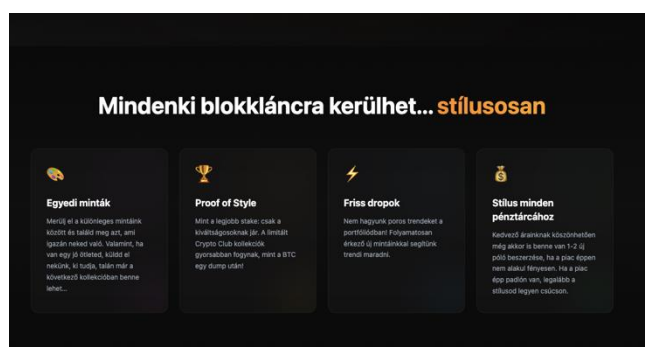 Mindenki blokkláncra kerülhet... stílusosan
Egyedi minták
Merülj el a különleges mintáink
között és találd meg azt, ami
igazán neked való. Valamint, ha
van egy jó ötleted, küldd el
nekünk, ki tudja, talán már a
következő kollekcióban benne
lehet...
Proof of Style
Mint a legjobb stake: csak a
kiváltságosoknak jár. A limitált
Crypto Club kollekciók
gyorsabban fogynak, mint a BTC
egy dump után!
Friss dropok
Nem hagyunk poros trendeket a
portfóliódban! Folyamatosan
érkező új mintáinkkal segítünk
trendi maradni.
Stílus minden
pénztárcához
Kedvező árainknak köszönhetően
még akkor is benne van 1-2 új
póló beszerzése, ha a piac éppen
nem alakul fényesen. Ha a piac
épp padlón van, legalább a
stílusod legyen csúcson.